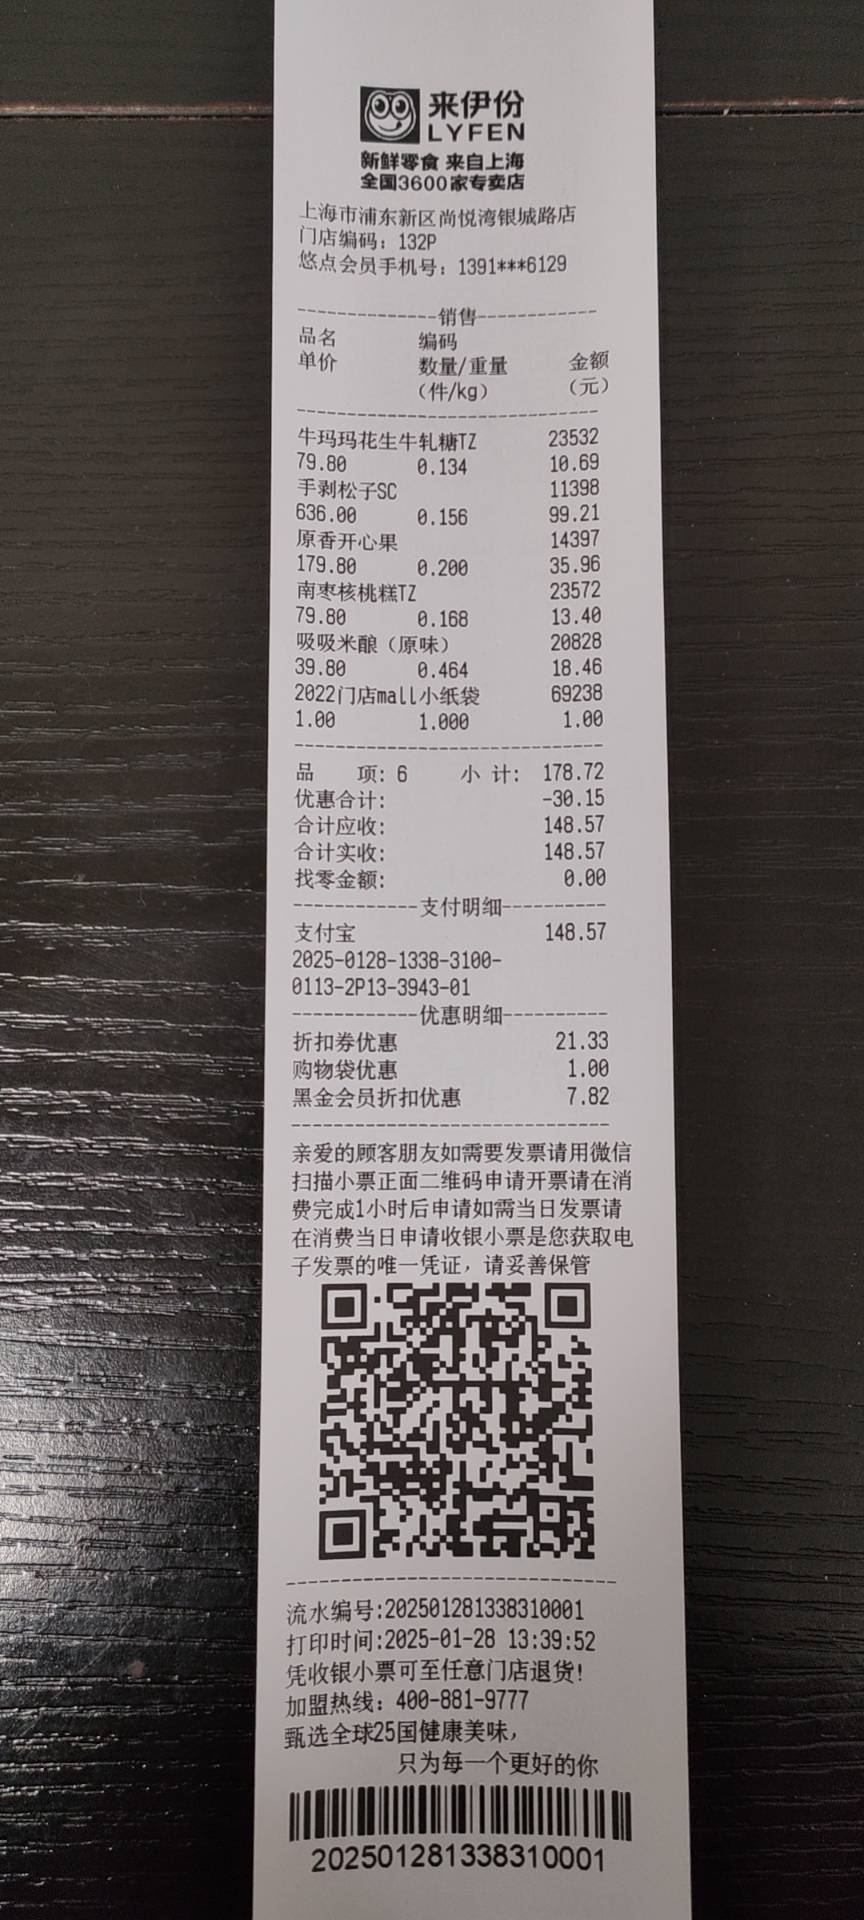 来伊份
LYFEN
新鲜零食 来自上海
全国3600家专卖店
上海市浦东新区尚悦湾银城路店
门店编码：132P
悠点会员手机号：1391***6129
--------------销售------------
品名 编码
单价 数量/重量 金额
（件/kg） （元）
------------------------------
牛玛玛花生牛轧糖TZ 23532
79.80 0.134 10.69
手剥松子SC 11398
636.00 0.156 99.21
原香开心果 14397
179.80 0.200 35.96
南枣核桃糕TZ 23572
79.80 0.168 13.40
吸吸米酿（原味） 20828
39.80 0.464 18.46
2022门店mall小纸袋 69238
1.00 1.000 1.00
------------------------------
品 项: 6 小 计: 178.72
优惠合计: -30.15
合计应收: 148.57
合计实收: 148.57
找零金额: 0.00
------------支付明细----------
支付宝 148.57
2025-0128-1338-3100-
0113-2P13-3943-01
------------优惠明细----------
折扣券优惠 21.33
购物袋优惠 1.00
黑金会员折扣优惠 7.82
------------------------------
亲爱的顾客朋友如需要发票请用微信
扫描小票正面二维码申请开票请在消
费完成1小时后申请如需当日发票请
在消费当日申请收银小票是您获取电
子发票的唯一凭证，请妥善保管
------------------------------
流水编号:202501281338310001
打印时间:2025-01-28 13:39:52
凭收银小票可至任意门店退货!
加盟热线：400-881-9777
甄选全球25国健康美味，
只为每一个更好的你
202501281338310001